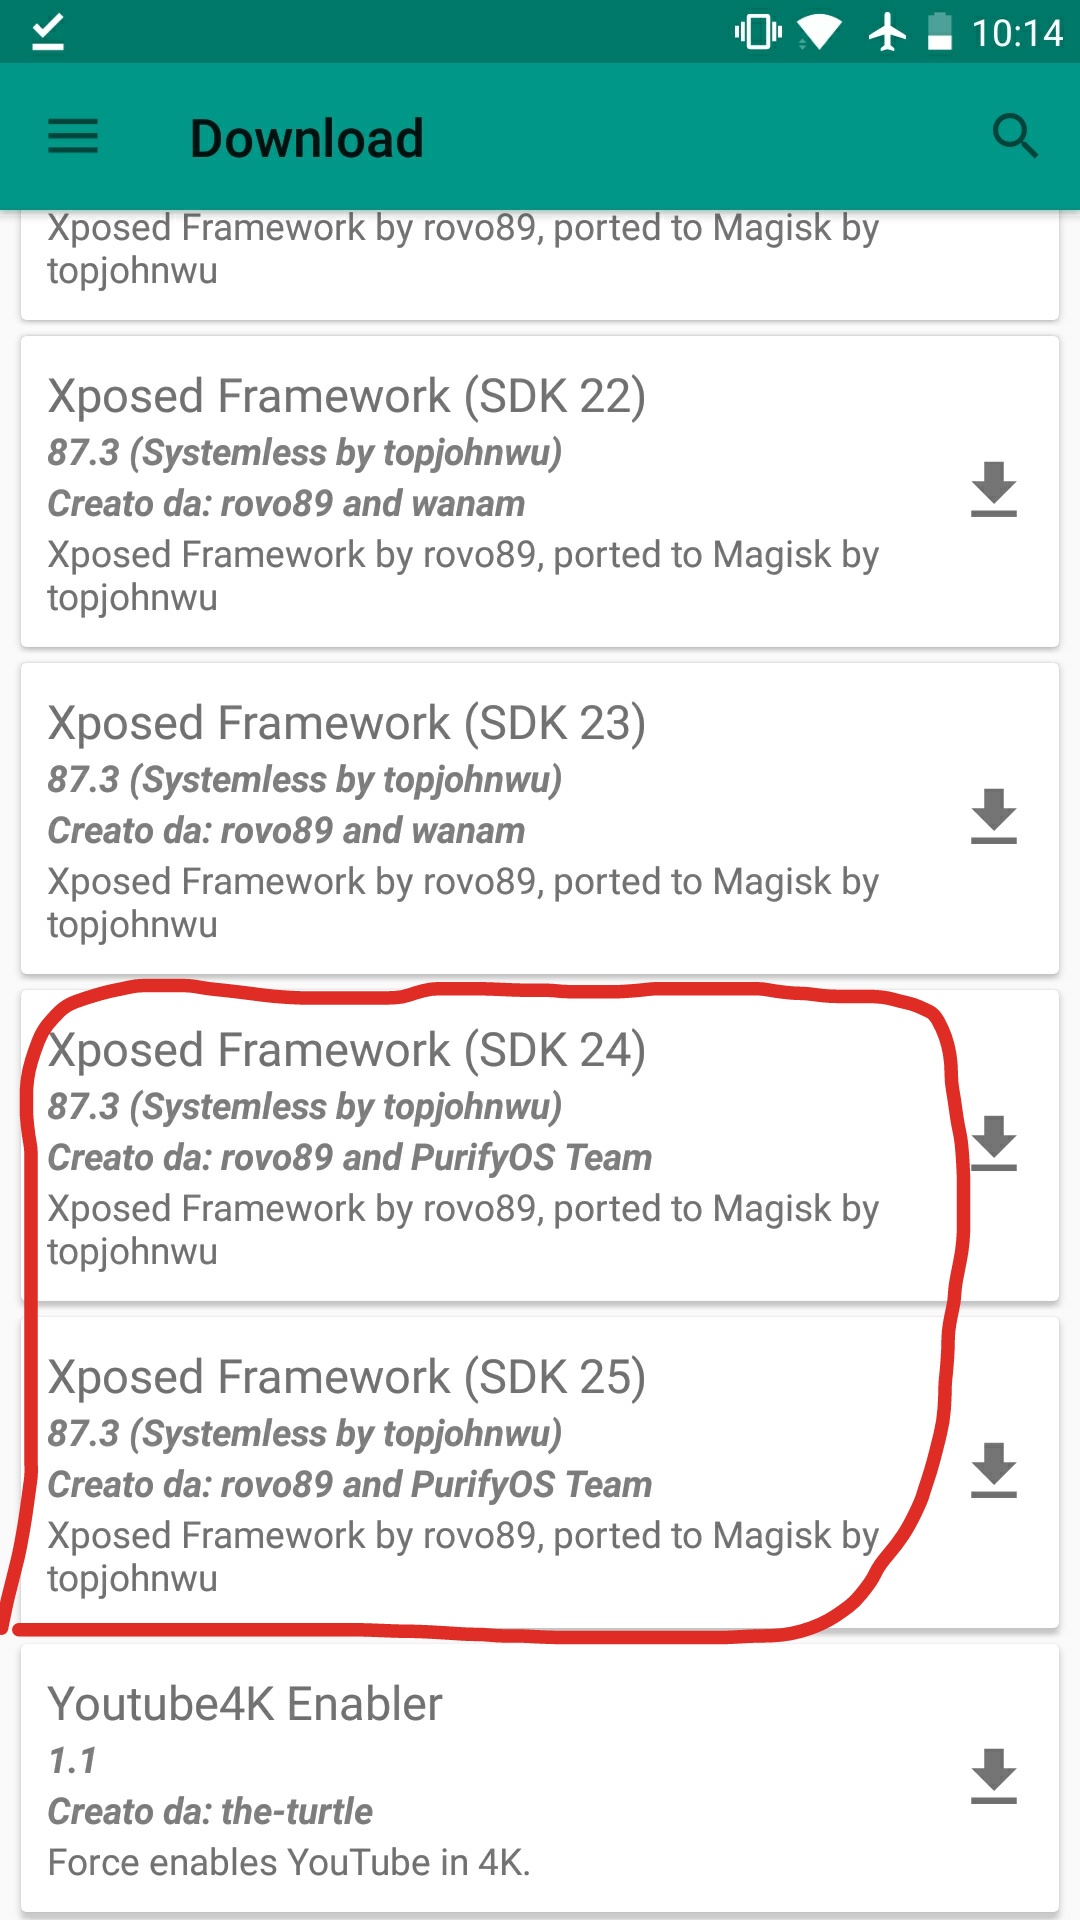 10:14
Download
Xposed Framework by rovo89, ported to Magisk by
topjohnwu
Xposed Framework (SDK 22)
87.3 (Systemless by topjohnwu)
Creato da: rovo89 and wanam
Xposed Framework by rovo89, ported to Magisk by
topjohnwu
Xposed Framework (SDK 23)
87.3 (Systemless by topjohnwu)
Creato da: rovo89 and wanam
Xposed Framework by rovo89, ported to Magisk by
topjohnwu
Xposed Framework (SDK 24)
87.3 (Systemless by topjohnwu)
Creato da: rovo89 and PurifyOS Team
Xposed Framework by rovo89, ported to Magisk by
topjohnwu
Xposed Framework (SDK 25)
87.3 (Systemless by topjohnwu)
Creato da: rovo89 and PurifyOS Team
Xposed Framework by rovo89, ported to Magisk by
topjohnwu
Youtube4K Enabler
1.1
Creato da: the-turtle
Force enables YouTube in 4K.